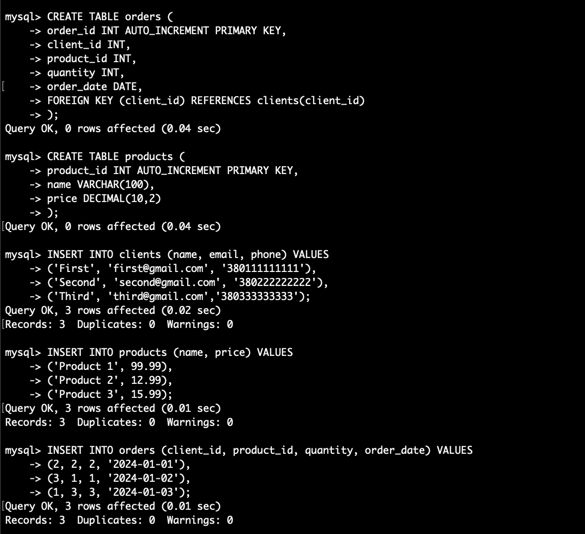 mysql> CREATE TABLE orders (
    -> order_id INT AUTO_INCREMENT PRIMARY KEY,
    -> client_id INT,
    -> product_id INT,
    -> quantity INT,
[    -> order_date DATE,
    -> FOREIGN KEY (client_id) REFERENCES clients(client_id)
    -> );
Query OK, 0 rows affected (0.04 sec)

mysql> CREATE TABLE products (
    -> product_id INT AUTO_INCREMENT PRIMARY KEY,
    -> name VARCHAR(100),
    -> price DECIMAL(10,2)
    -> );
[Query OK, 0 rows affected (0.04 sec)

mysql> INSERT INTO clients (name, email, phone) VALUES
    -> ('First', 'first@gmail.com', '380111111111'),
    -> ('Second', 'second@gmail.com', '380222222222'),
    -> ('Third', 'third@gmail.com','380333333333');
Query OK, 3 rows affected (0.02 sec)
[Records: 3  Duplicates: 0  Warnings: 0

mysql> INSERT INTO products (name, price) VALUES
    -> ('Product 1', 99.99),
    -> ('Product 2', 12.99),
    -> ('Product 3', 15.99);
[Query OK, 3 rows affected (0.01 sec)
Records: 3  Duplicates: 0  Warnings: 0

mysql> INSERT INTO orders (client_id, product_id, quantity, order_date) VALUES
    -> (2, 2, 2, '2024-01-01'),
    -> (3, 1, 1, '2024-01-02'),
    -> (1, 3, 3, '2024-01-03');
[Query OK, 3 rows affected (0.01 sec)
Records: 3  Duplicates: 0  Warnings: 0